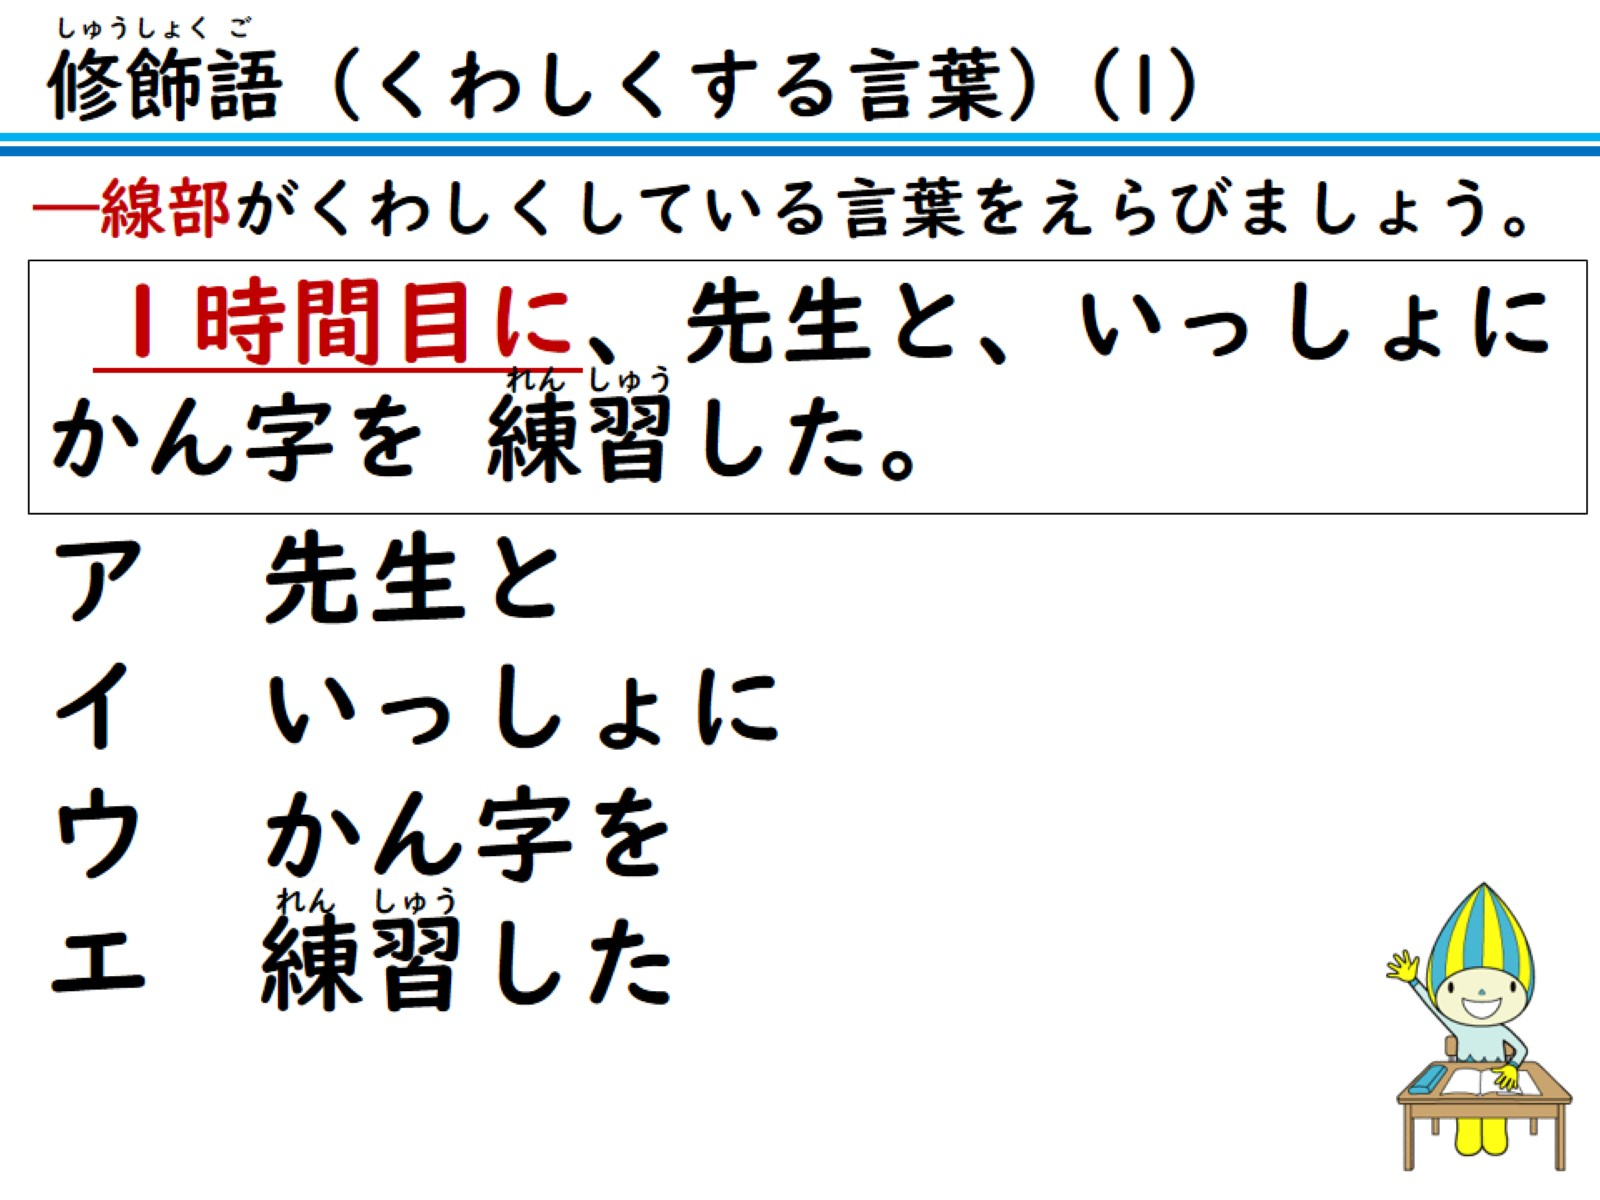 しゅうしょく ご
修飾語（くわしくする言葉）（１）
―線部がくわしくしている言葉をえらびましょう。
１時間目に、先生と、いっしょに
れん しゅう
かん字を 練習した。
ア 先生と
イ いっしょに
ウ かん字を
れん しゅう
エ 練習した